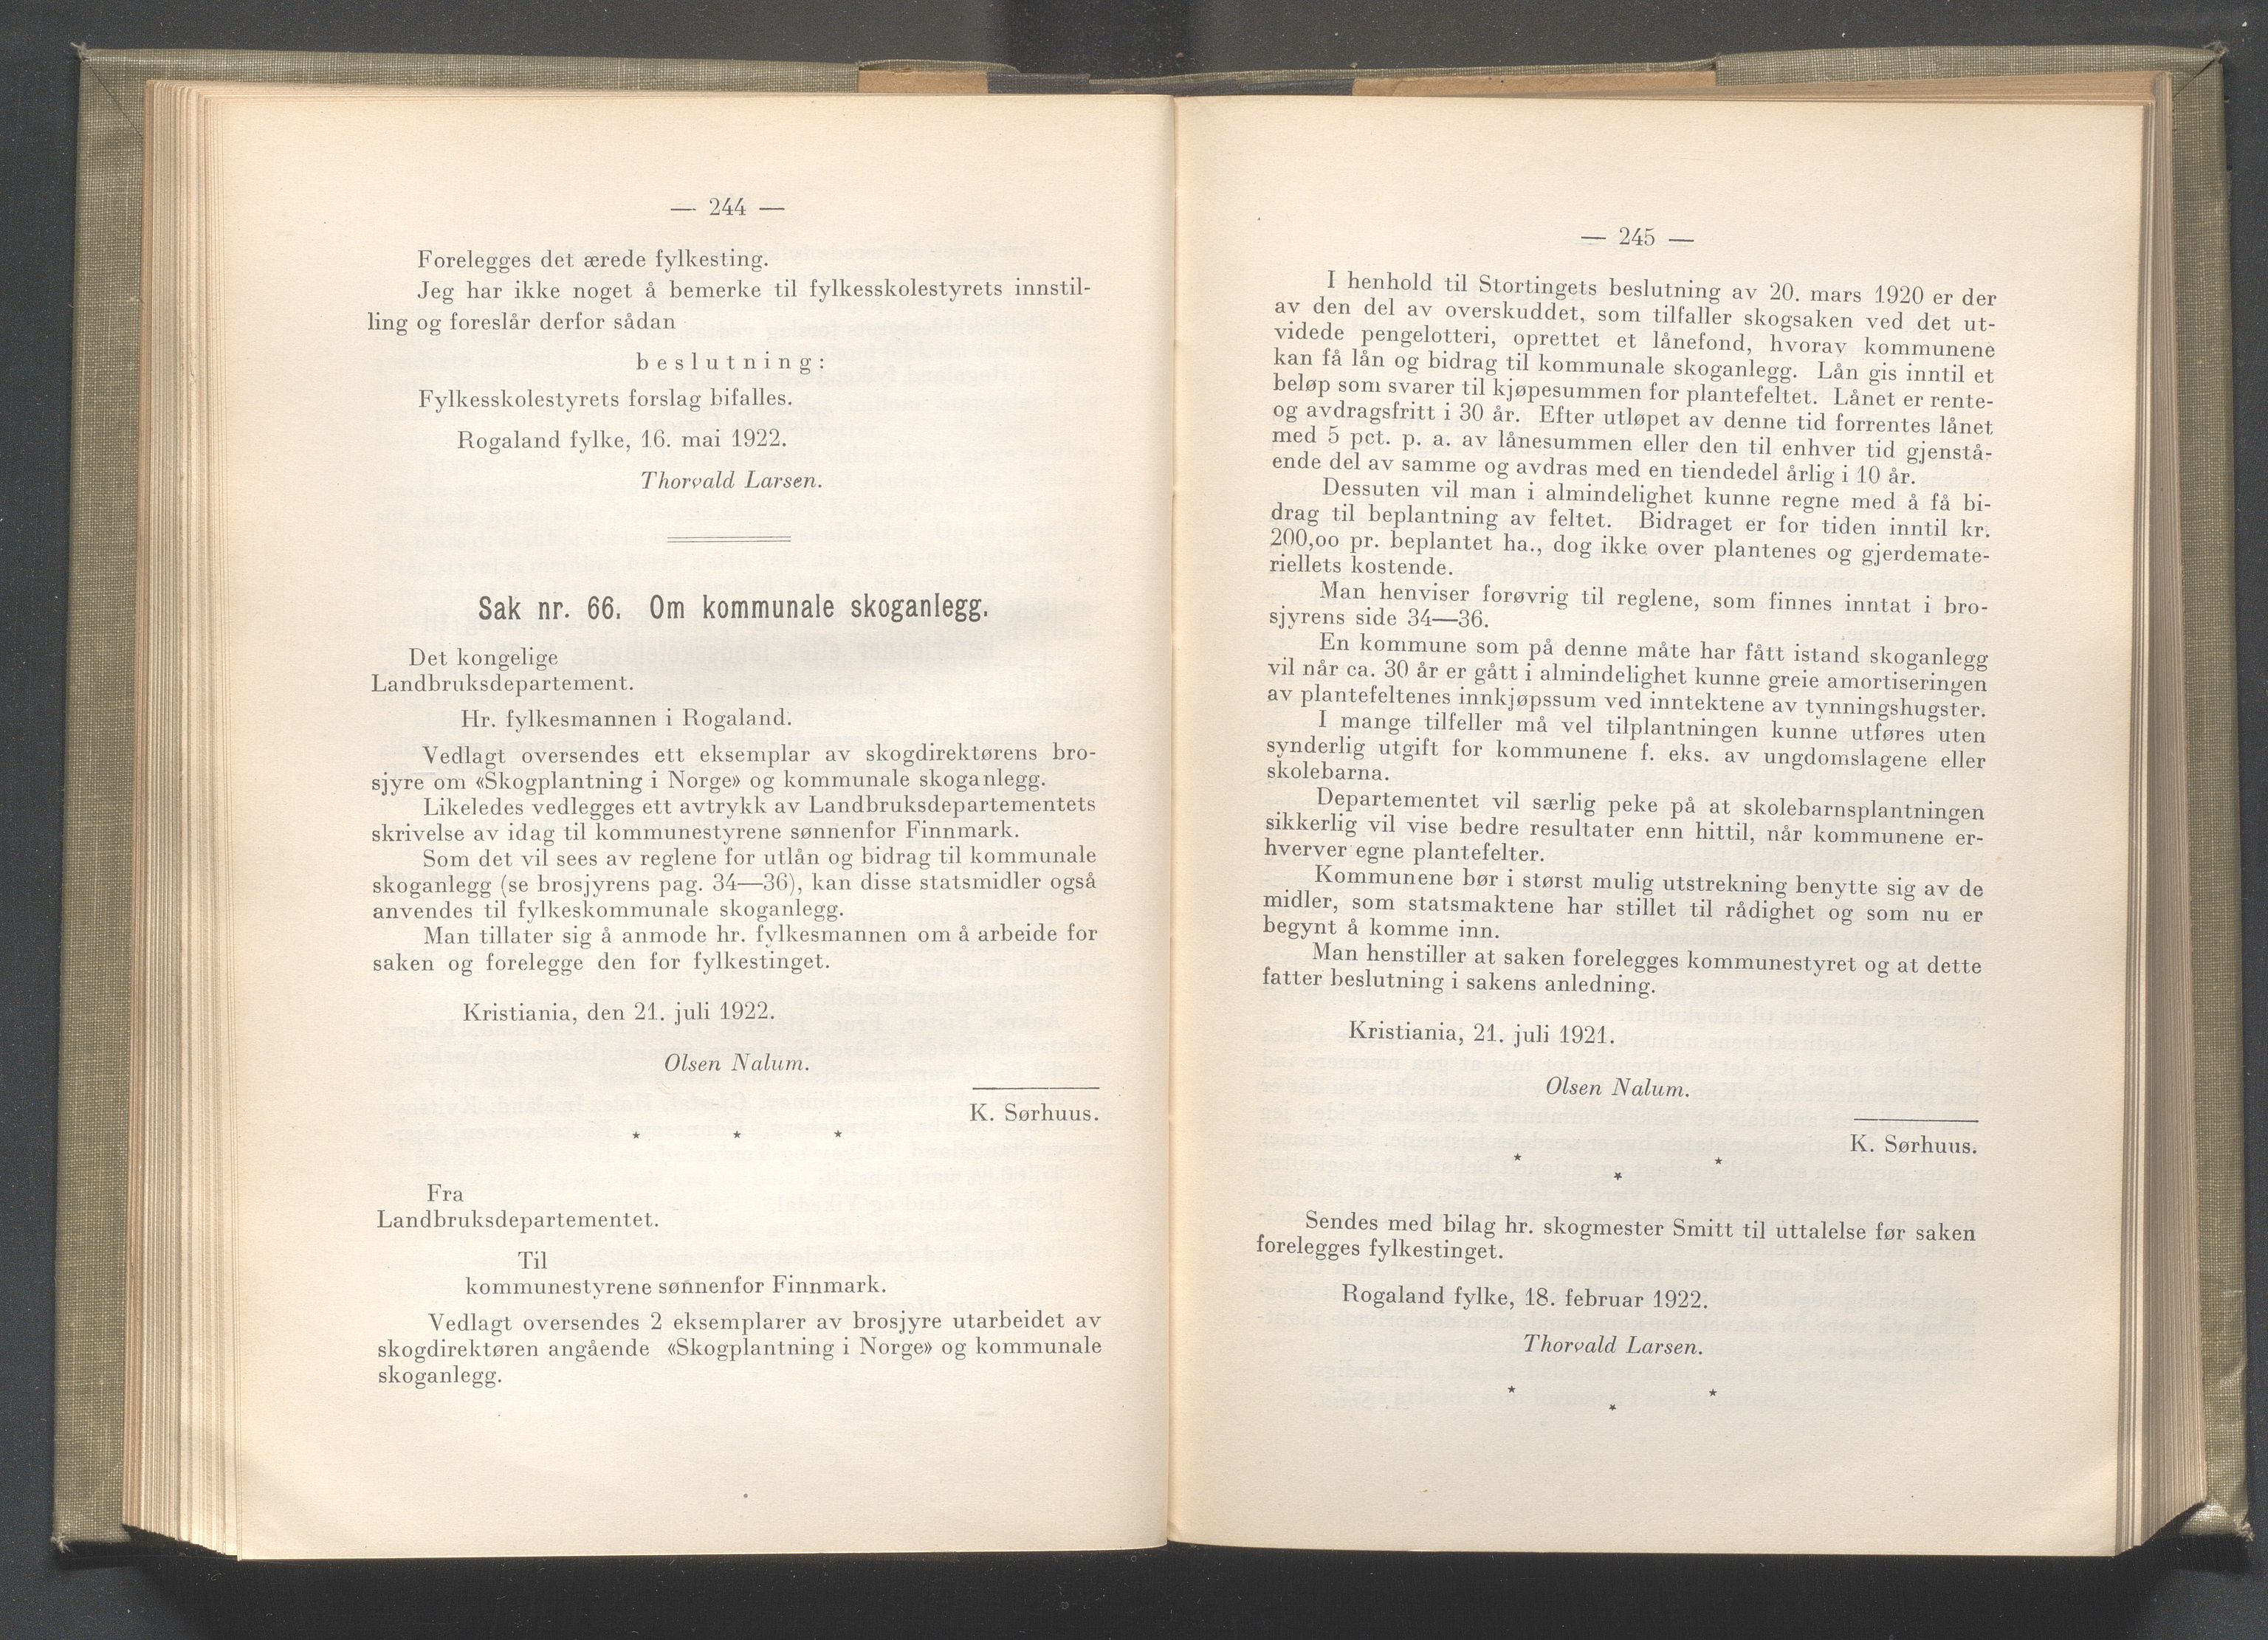 — 244 —
Forelegges det ærede fylkesting.
Jeg har ikke noget å bemerke til fylkesskolestyrets innstil-
ling og foreslår derfor sådan
beslutning:
Fylkesskolestyrets forslag bifalles.
Rogaland fylke, 16. mai 1922.
Thorvald Larsen.
Sak nr. 66. Om kommunale skoganlegg.
Det kongelige
Landbruksdepartement.
Hr. fylkesmannen i Rogaland.
Vedlagt oversendes ett eksemplar av skogdirektørens bro-
sjyre om «Skogplantning i Norge» og kommunale skoganlegg.
Likeledes vedlegges ett avtrykk av Landbruksdepartementets
skrivelse av idag til kommunestyrene sønnenfor Finnmark.
Som det vil sees av reglene for utlån og bidrag til kommunale
skoganlegg (se brosjyrens pag. 34—36), kan disse statsmidler også
anvendes til fylkeskommunale skoganlegg.
Man tillater sig å anmode hr. fylkesmannen om å arbeide for
saken og forelegge den for fylkestinget.
Kristiania, den 21. juli 1922.
Olsen Nalum.
K. Sørhuus.
* * *
Fra
Landbruksdepartementet.
Til
kommunestyrene sønnenfor Finnmark.
Vedlagt oversendes 2 eksemplarer av brosjyre utarbeidet av
skogdirektøren angående «Skogplantning i Norge» og kommunale
skoganlegg.
— 245 —
I henhold til Stortingets beslutning av 20. mars 1920 er der
av den del av overskuddet, som tilfaller skogsaken ved det ut-
videde pengelotteri, oprettet et lånefond, hvorav kommunene
kan få lån og bidrag til kommunale skoganlegg. Lån gis inntil et
beløp som svarer til kjøpesummen for plantefeltet. Lånet er rente-
og avdragsfritt i 30 år. Efter utløpet av denne tid forrentes lånet
med 5 pct. p. a. av lånesummen eller den til enhver tid gjenstå-
ende del av samme og avdras med en tiendedel årlig i 10 år.
Dessuten vil man i almindelighet kunne regne med å få bi-
drag til beplantning av feltet. Bidraget er for tiden inntil kr.
200,oo pr. beplantet ha., dog ikke over plantenes og gjerdemate-
riellets kostende.
Man henviser forøvrig til reglene, som finnes inntat i bro-
sjyrens side 34—36.
En kommune som på denne måte har fått istand skoganlegg
vil når ca. 30 år er gått i almindelighet kunne greie amortiseringen
av plantefeltenes innkjøpssum ved inntektene av tynningshugster.
I mange tilfeller må vel tilplantningen kunne utføres uten
synderlig utgift for kommunene f. eks. av ungdomslagene eller
skolebarna.
Departementet vil særlig peke på at skolebarnsplantningen
sikkerlig vil vise bedre resultater enn hittil, når kommunene er-
hverver egne plantefelter.
Kommunene bør i størst mulig utstrekning benytte sig av de
midler, som statsmaktene har stillet til rådighet og som nu er
begynt å komme inn.
Man henstiller at saken forelegges kommunestyret og at dette
fatter beslutning i sakens anledning.
Kristiania, 21. juli 1921.
Olsen Nalum.
K. Sørhuus.
* * *
Sendes med bilag hr. skogmester Smitt til uttalelse før saken
forelegges fylkestinget.
Rogaland fylke, 18. februar 1922.
Thorvald Larsen.
* * *